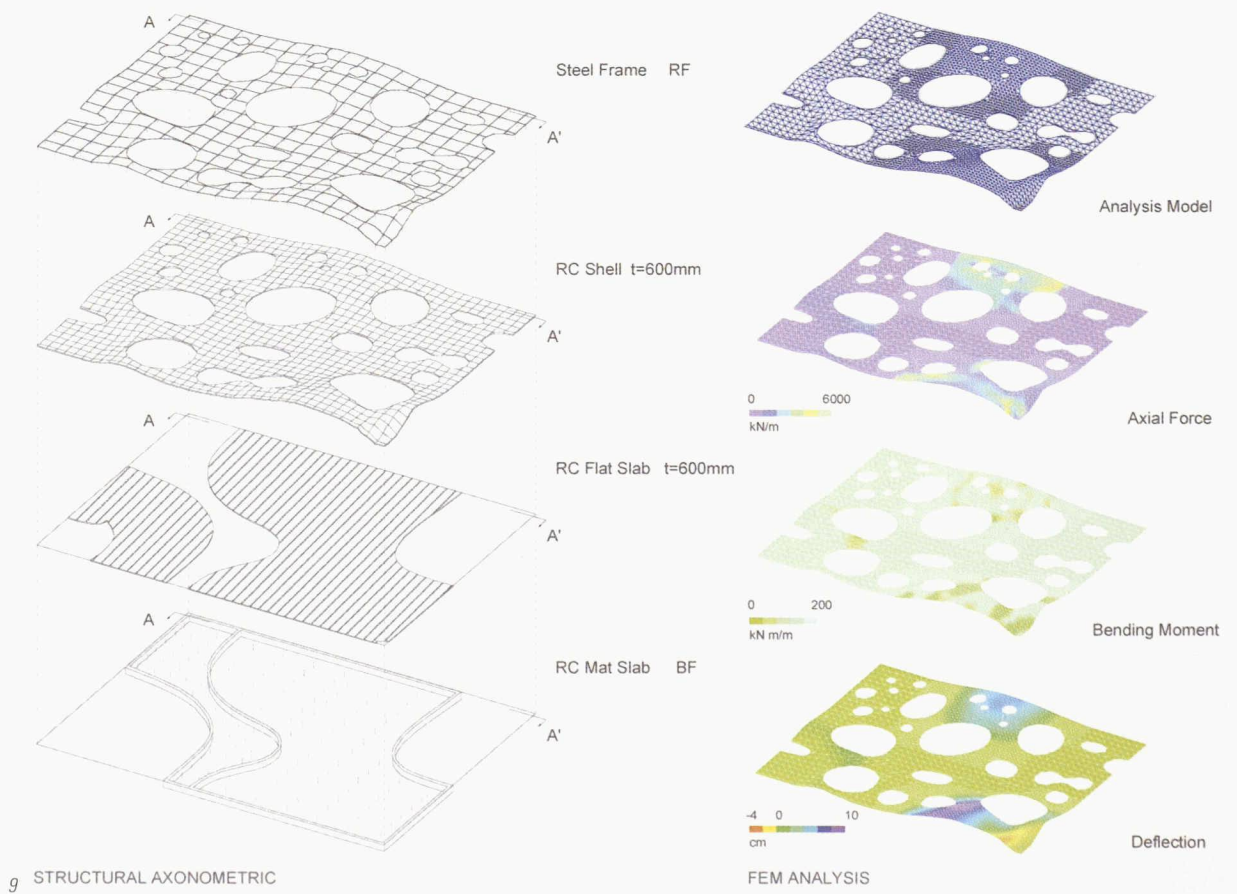 A
Steel Frame RF
A'
Analysis Model
A
RC Shell t=600mm
A'
0 6000
kN/m
Axial Force
A
RC Flat Slab t=600mm
A'
0 200
kN m/m
Bending Moment
A
RC Mat Slab BF
A'
-4 0 10
cm
Deflection
9 STRUCTURAL AXONOMETRIC
FEM ANALYSIS